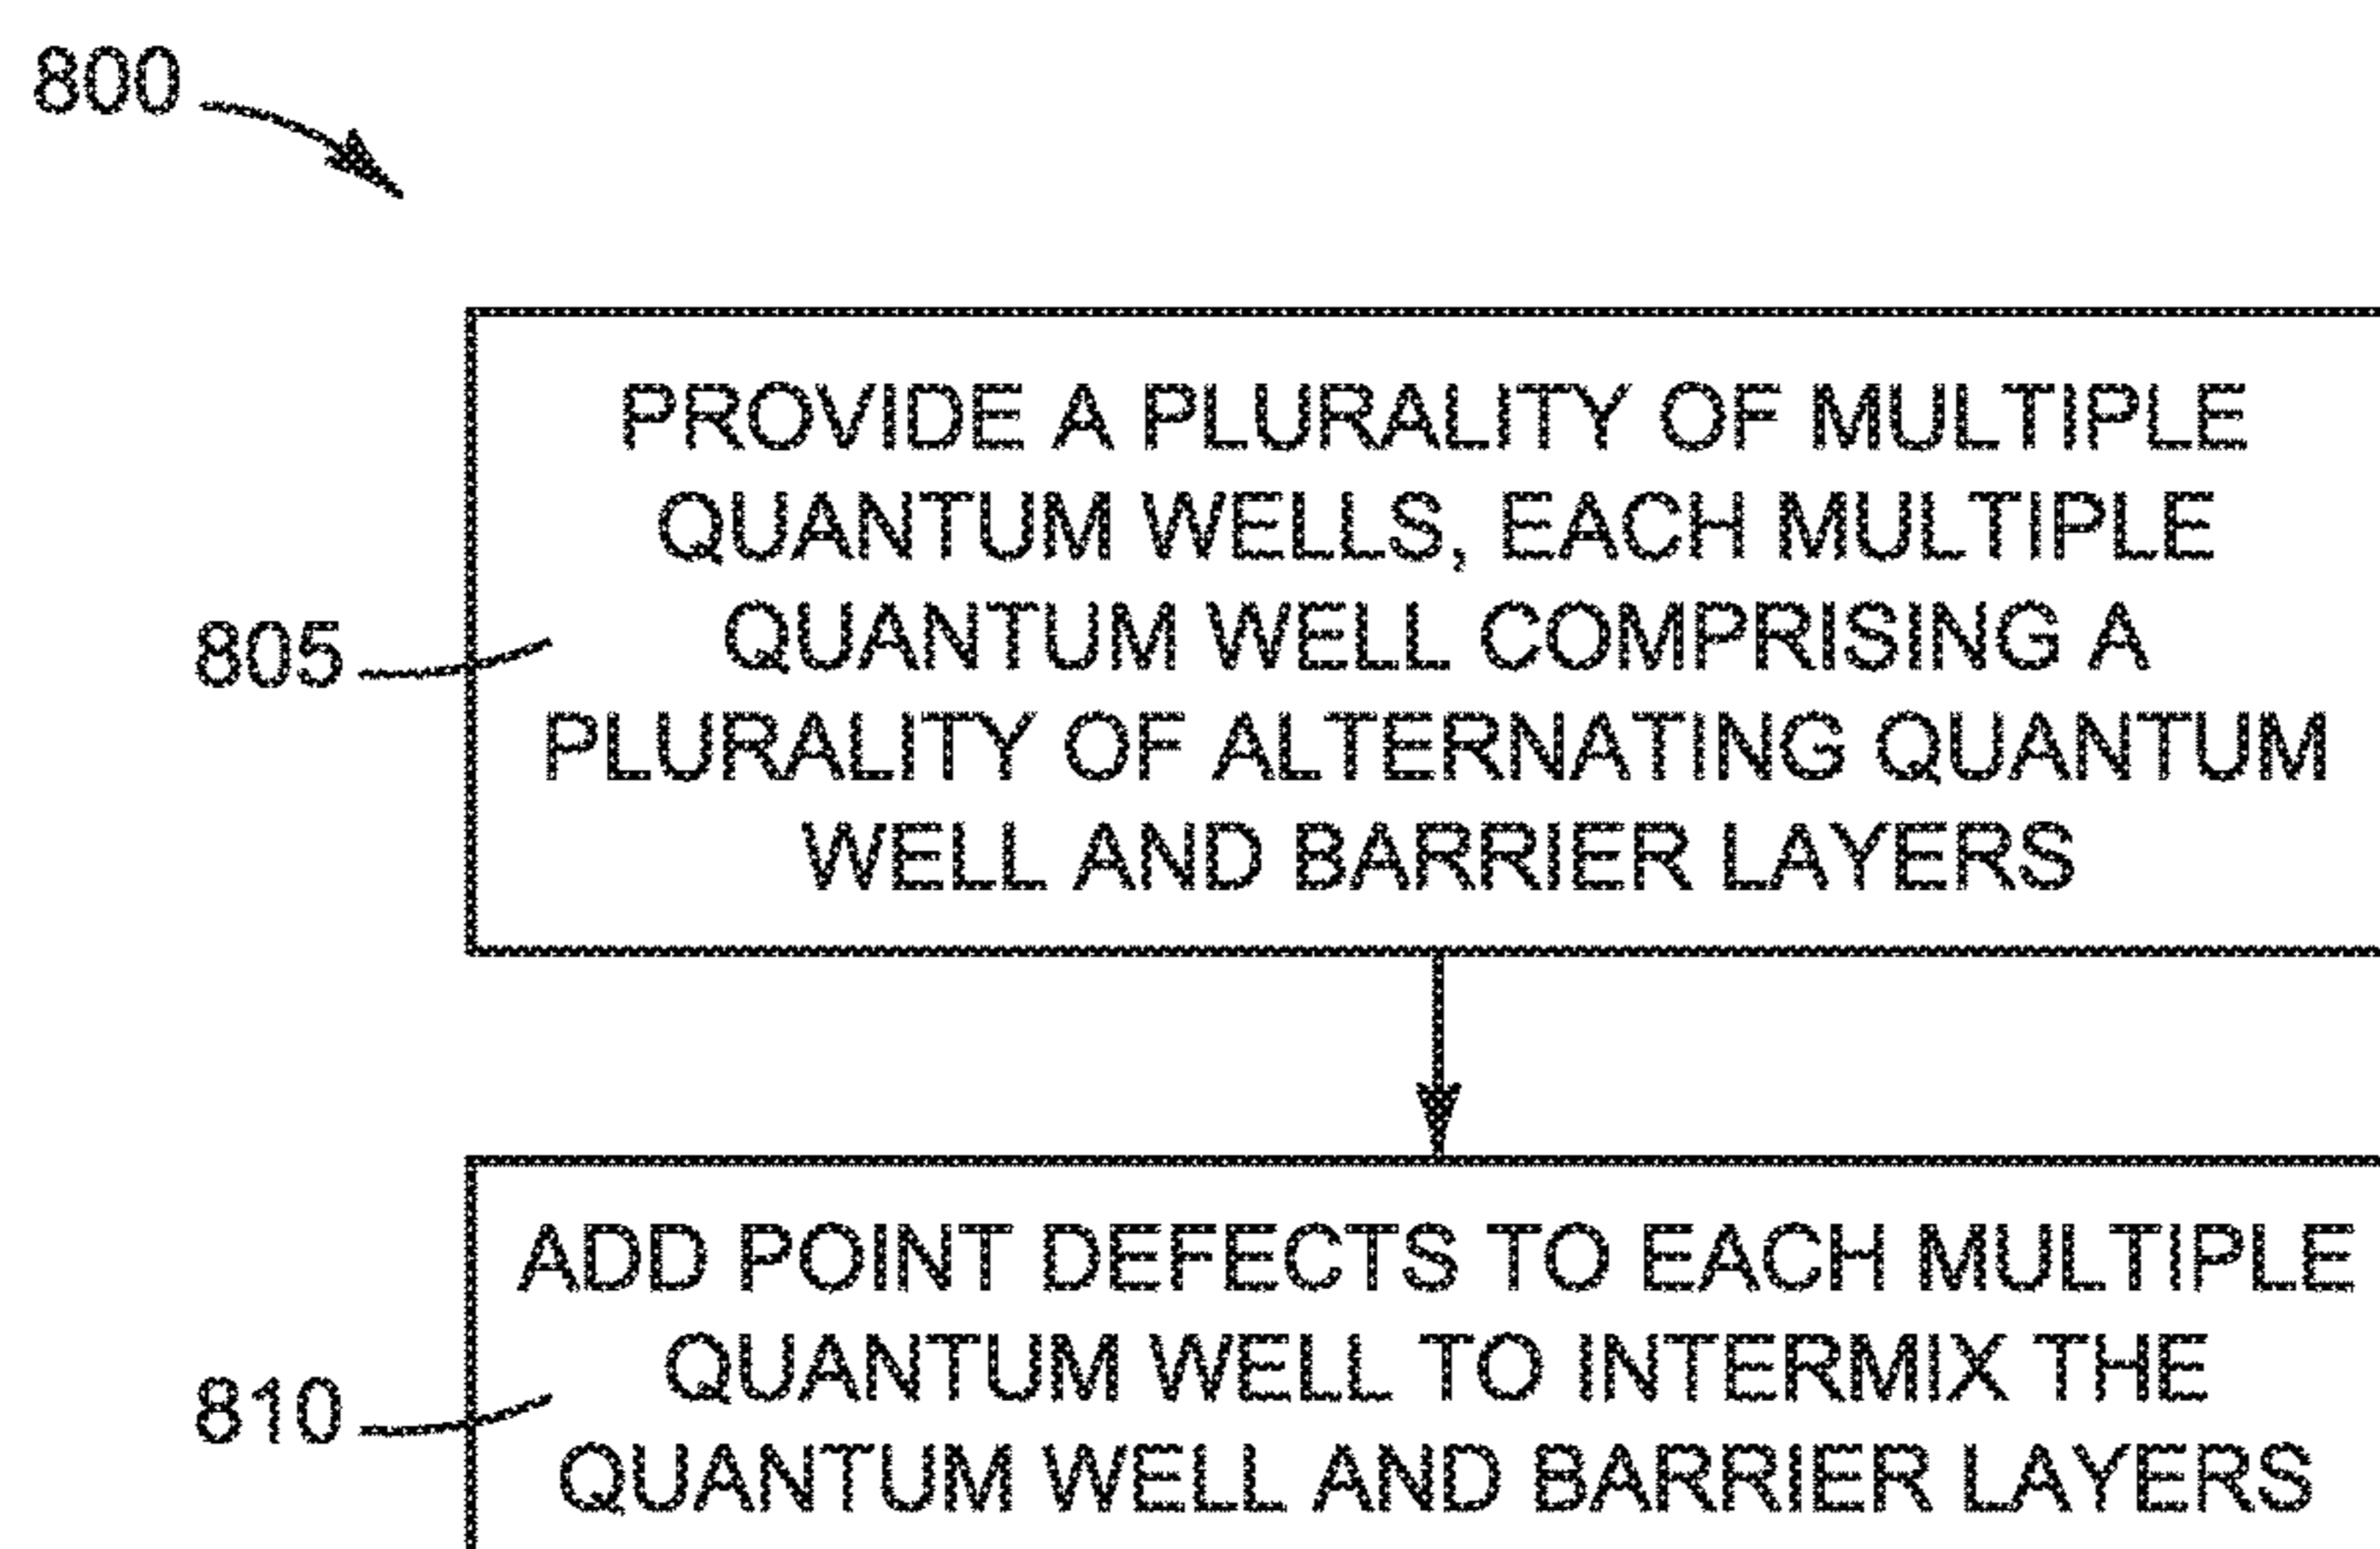 800
PROVIDE A PLURALITY OF MULTIPLE
QUANTUM WELLS, EACH MULTIPLE
QUANTUM WELL COMPRISING A
PLURALITY OF ALTERNATING QUANTUM
WELL AND BARRIER LAYERS
805
ADD POINT DEFECTS TO EACH MULTIPLE
QUANTUM WELL TO INTERMIX THE
QUANTUM WELL AND BARRIER LAYERS
810